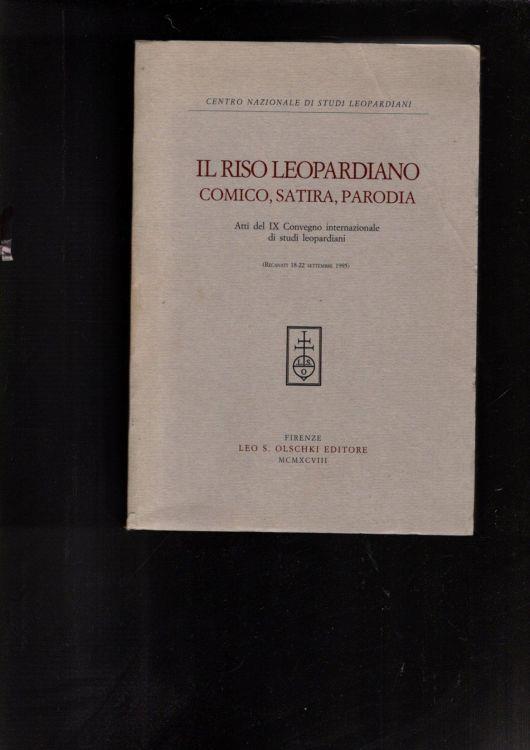 CENTRO NAZIONALE DI STUDI LEOPARDIANI
IL RISO LEOPARDIANO
COMICO, SATIRA, PARODIA
Atti del IX Convegno internazionale
di studi leopardiani
(RECANATI 18-22 SETTEMBRE 1995)
L S
O
FIRENZE
LEO S. OLSCHKI EDITORE
MCMXCVIII